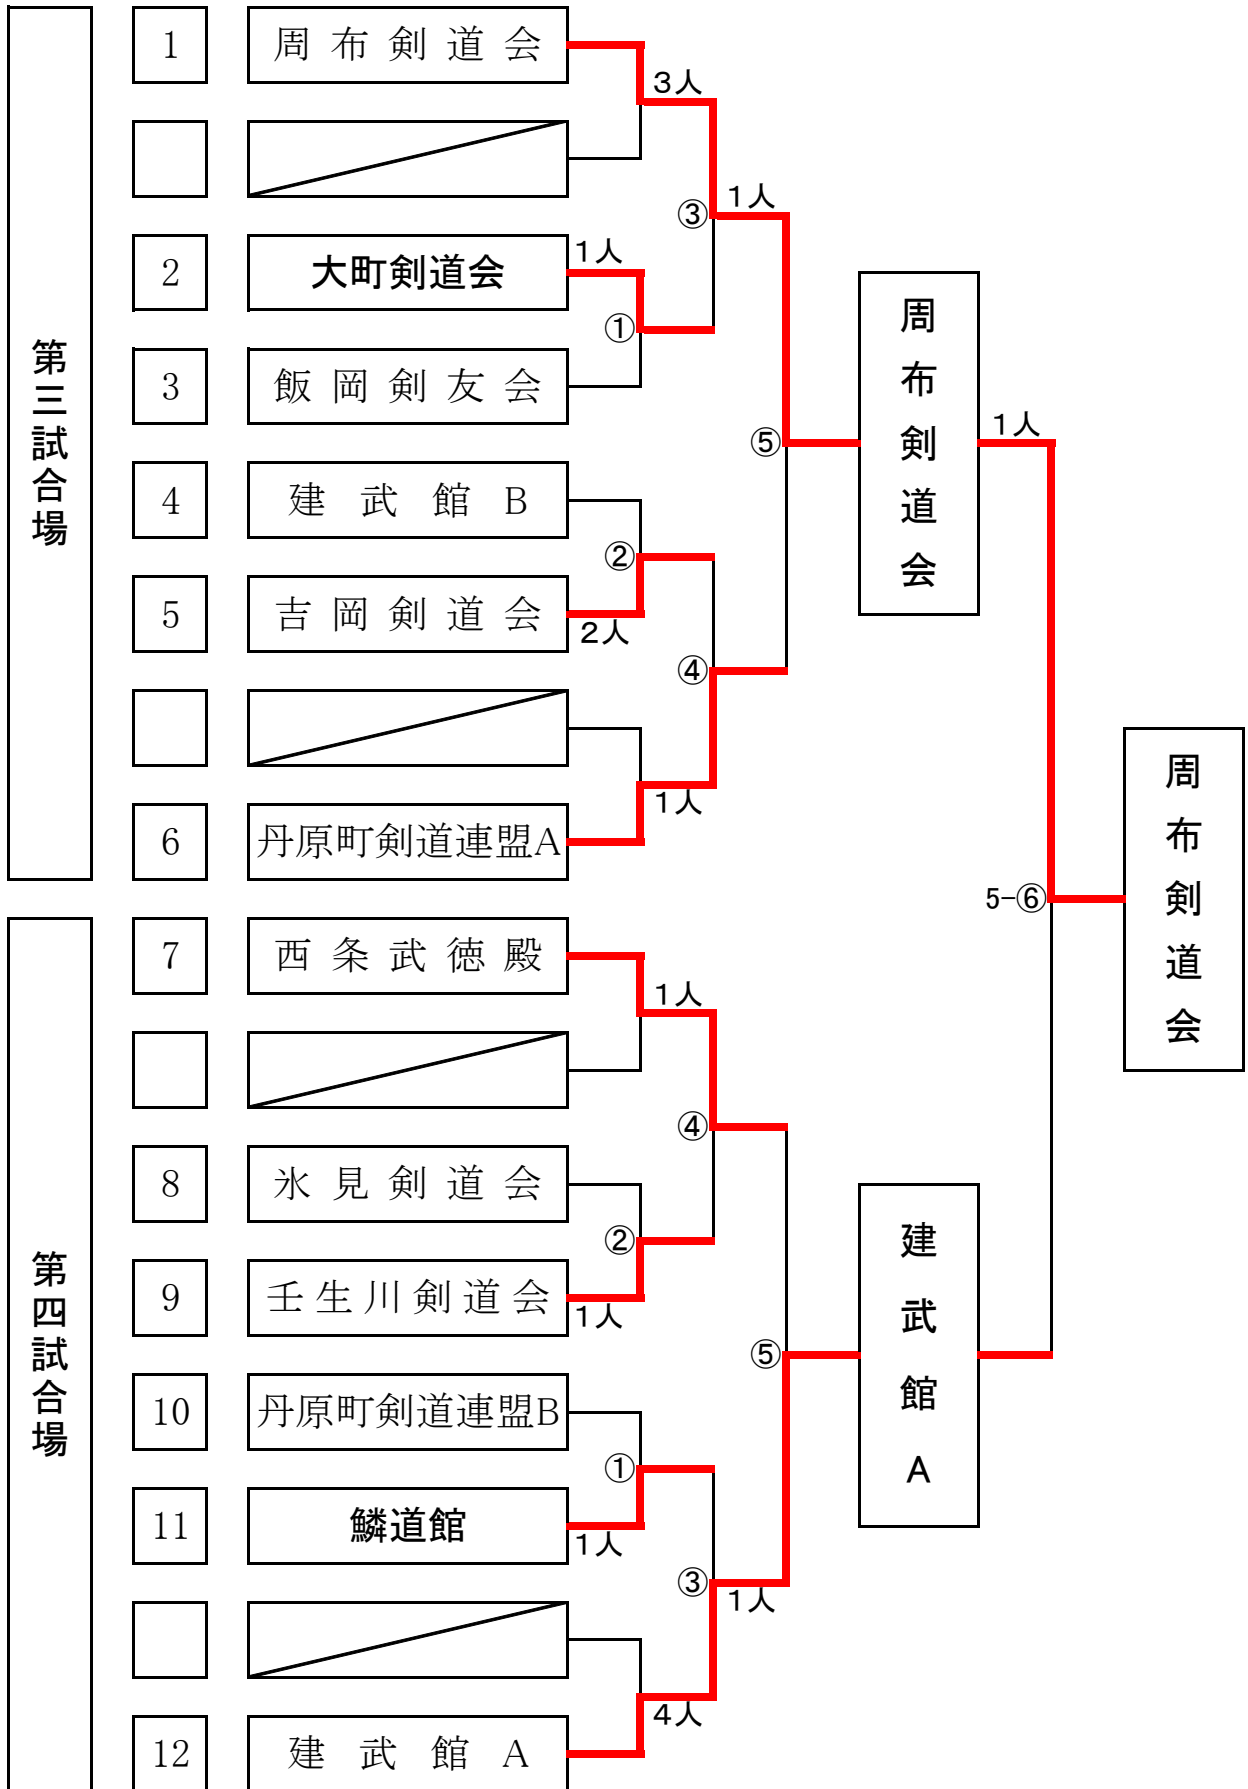 第三試合場
1 周布剣道会
3人
1人
③
2 大町剣道会
1人
①
3 飯岡剣友会
⑤
4 建武館B
②
5 吉岡剣道会
2人
④
1人
6 丹原町剣道連盟A
周布剣道会
1人
5-⑥
周布剣道会
第四試合場
7 西条武徳殿
1人
④
8 氷見剣道会
②
9 壬生川剣道会
1人
⑤
10 丹原町剣道連盟B
①
11 鱗道館
1人
③
1人
4人
12 建武館A
建武館A